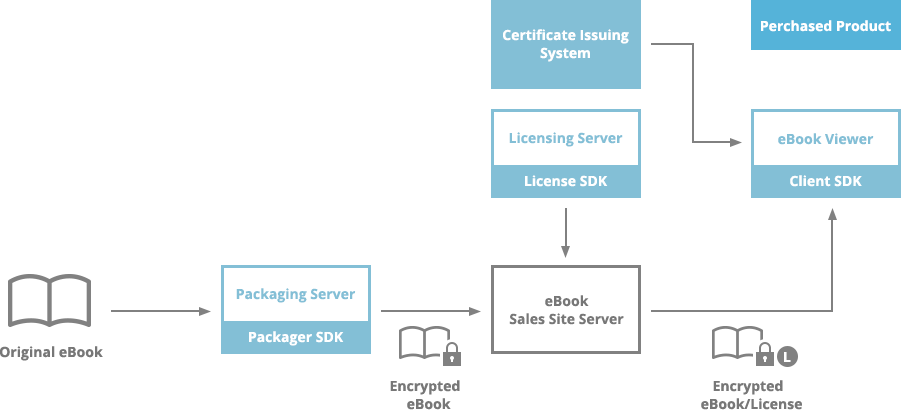 Certificate Issuing
System
Perchased Product
Licensing Server
License SDK
eBook Viewer
Client SDK
Original eBook
Packaging Server
Packager SDK
Encrypted
eBook
eBook
Sales Site Server
L
Encrypted
eBook/License